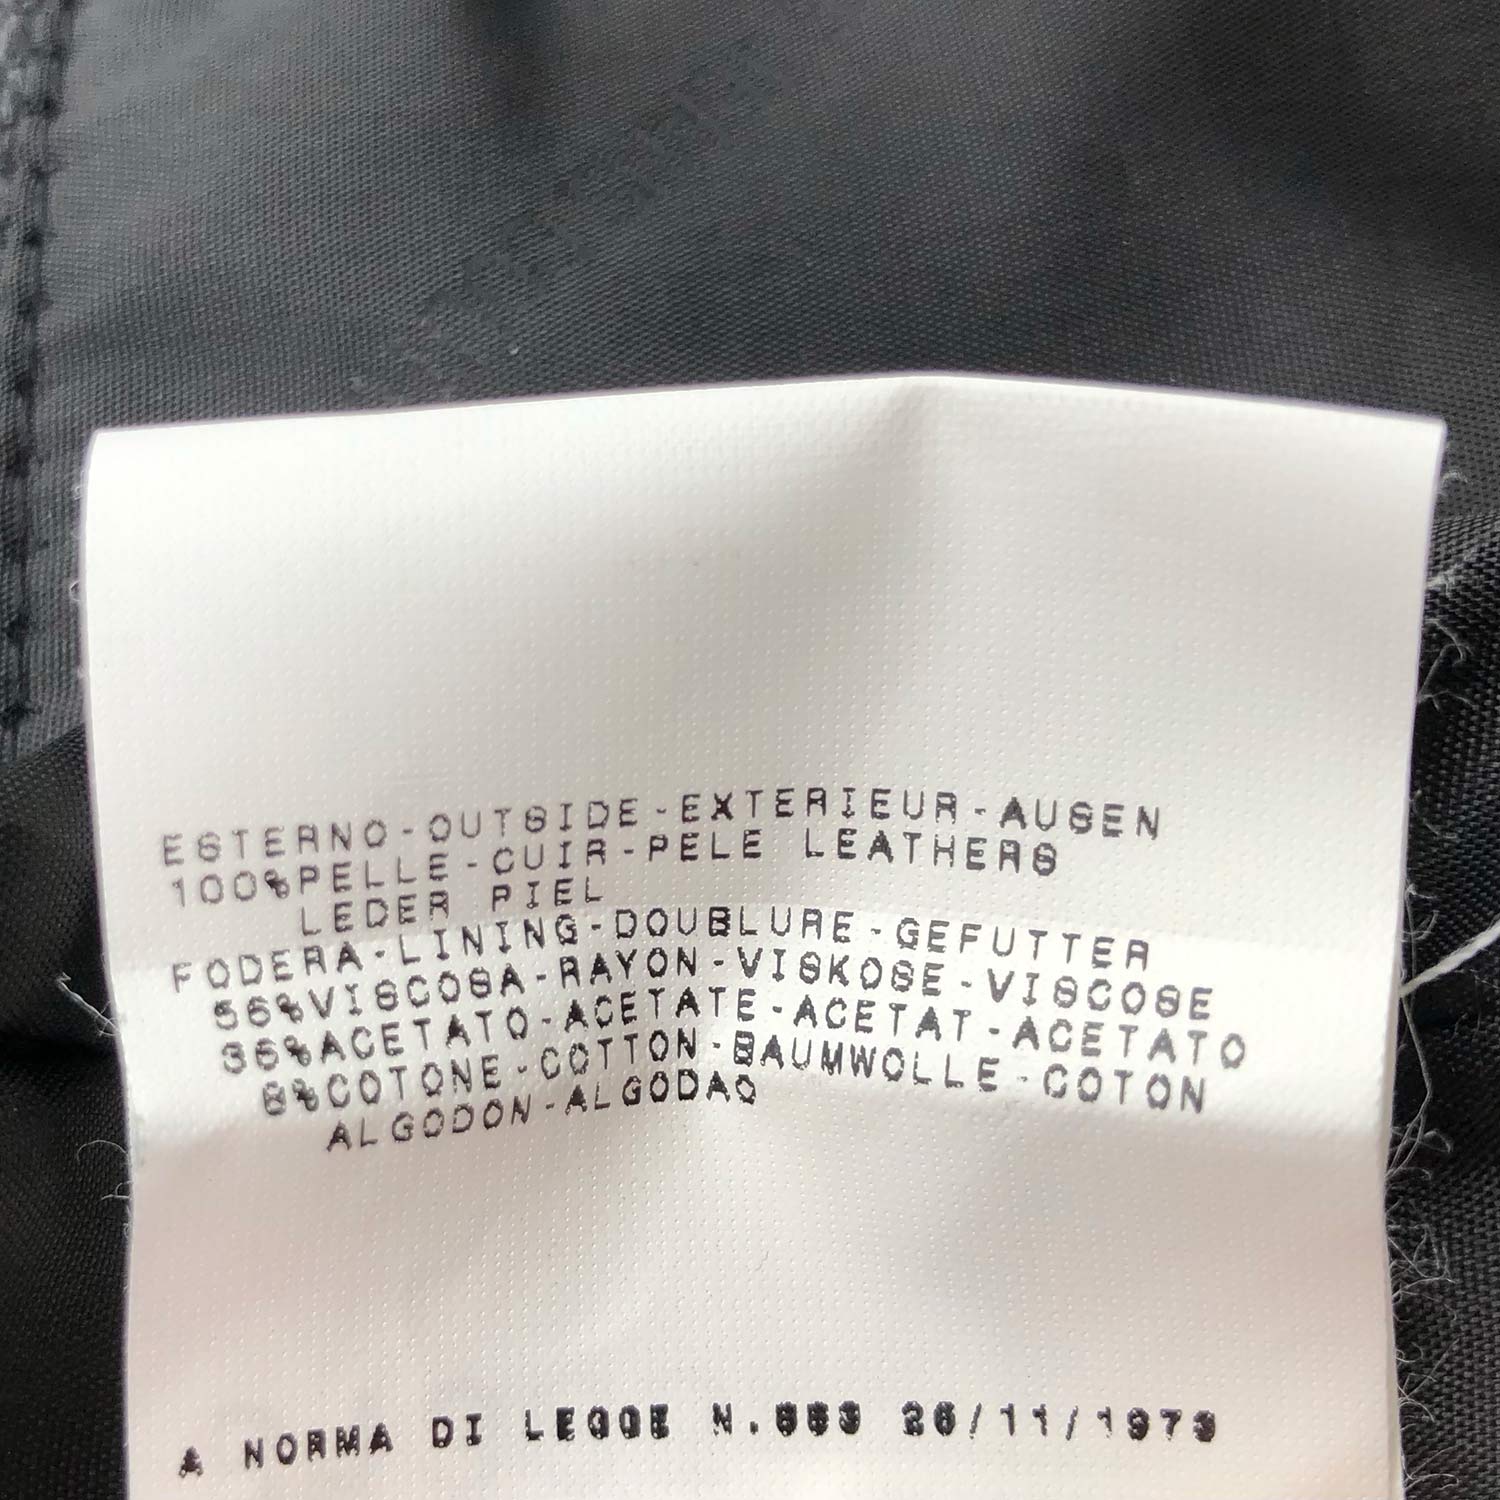 ESTERNO-OUTSIDE-EXTERIEUR-AUSEN
100%PELLE-CUIR-PELE LEATHERS
LEDER PIEL
FODERA-LINING-DOUBLURE-GEFUTTER
56%VISCOSA-RAYON-VISKOSE-VISCOSE
36%ACETATO-ACETATE-ACETAT-ACETATO
8%COTONE-COTTON-BAUMWOLLE-COTON
ALGODON-ALGODAO
A NORMA DI LEGGE N.883 26/11/1973